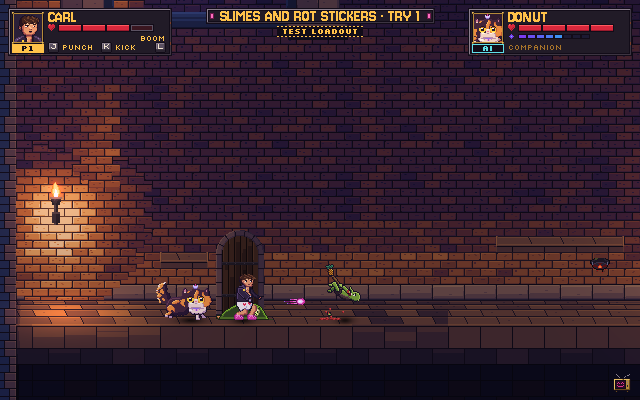 CARL
SLIMES AND ROT STICKERS · TRY 1
DONUT
TEST LOADOUT
BOOM
P1
J PUNCH K KICK L
AI
COMPANION